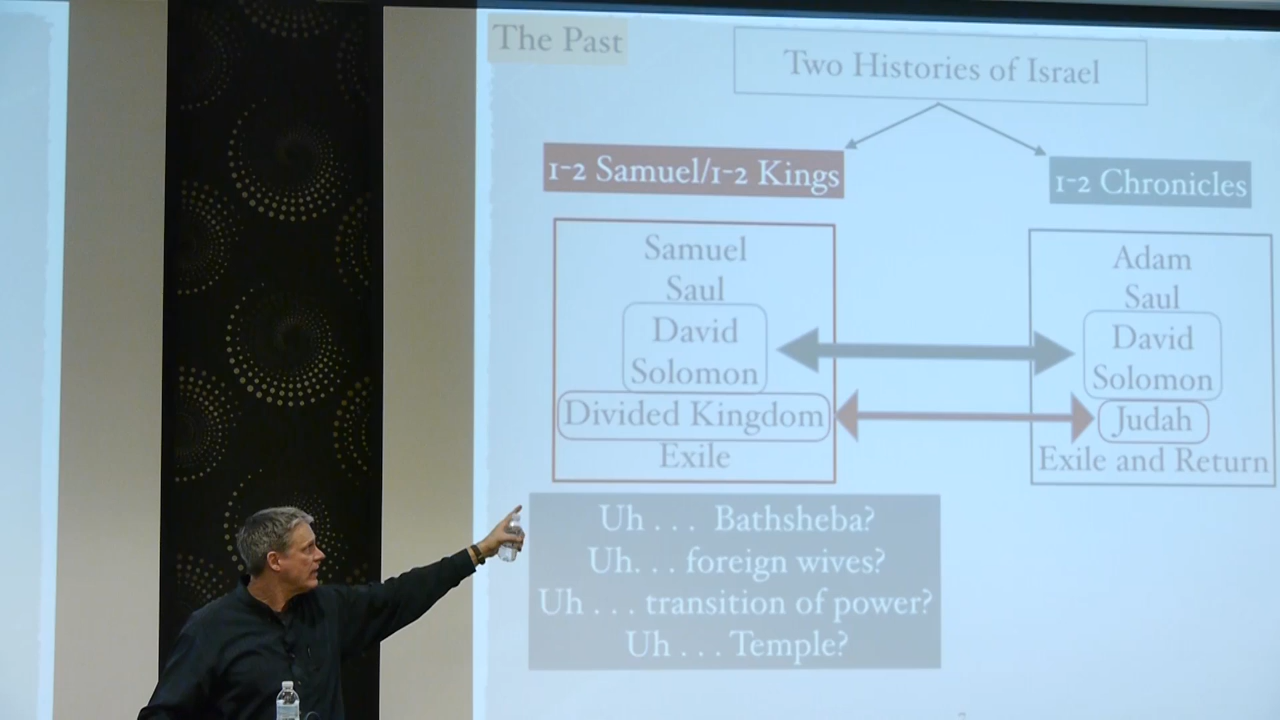 The Past
Two Histories of Israel
1-2 Samuel/1-2 Kings
1-2 Chronicles
Samuel
Saul
David
Solomon
Divided Kingdom
Exile
Adam
Saul
David
Solomon
Judah
Exile and Return
Uh . . . Bathsheba?
Uh. . . foreign wives?
Uh . . . transition of power?
Uh . . . Temple?